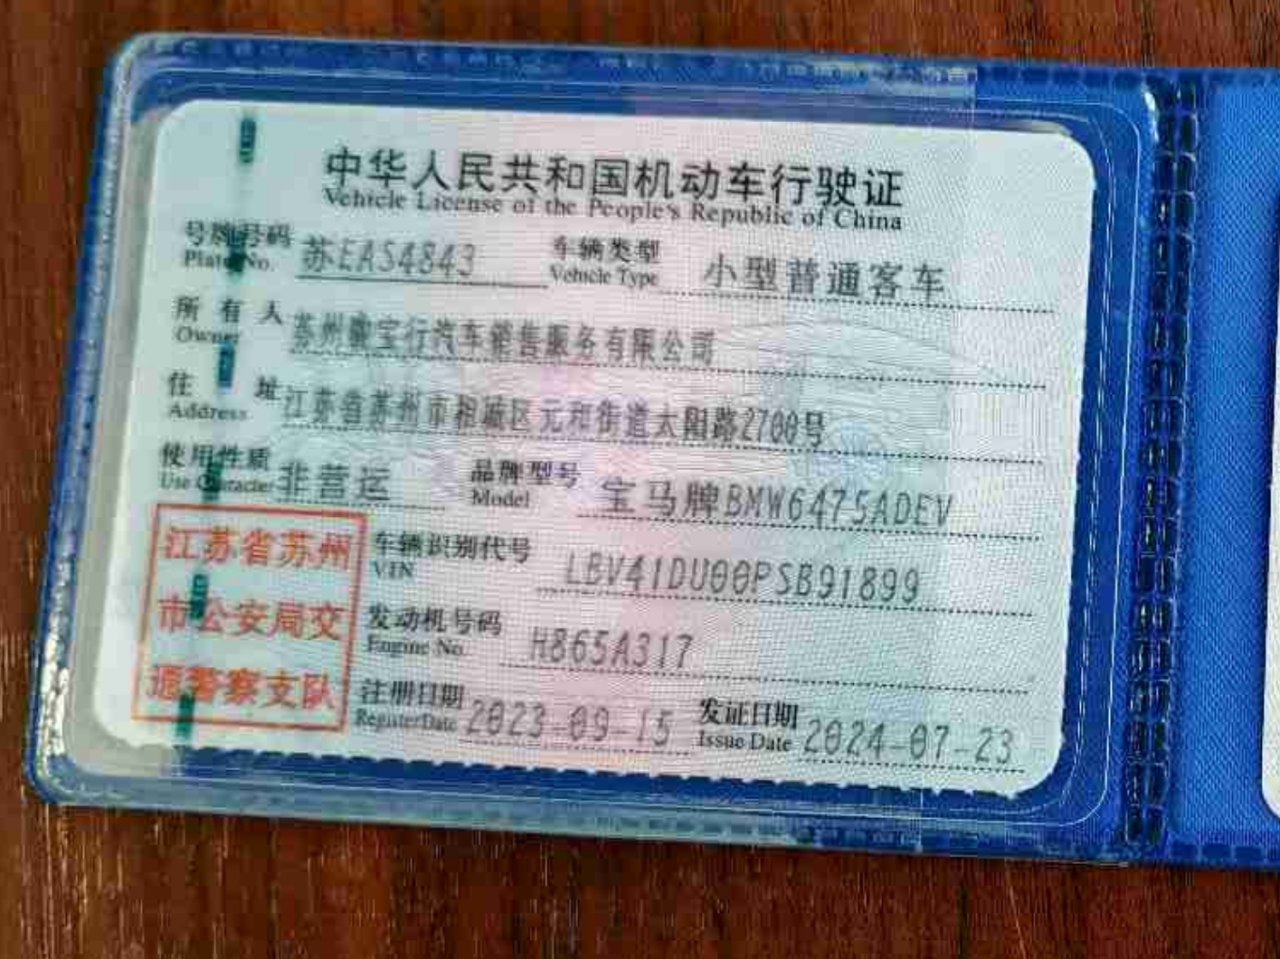 中华人民共和国机动车行驶证
Vehicle License of the People's Republic of China
号牌号码 苏EAS4843 车辆类型 小型普通客车
Plate No. Vehicle Type
所有人 苏州骏宝行汽车销售服务有限公司
Owner
住址 江苏省苏州市相城区元和街道太阳路2700号
Address
使用性质 非营运 品牌型号 宝马牌BMW6475ADEV
Use Character Model
江苏省苏州
市公安局交
通警察支队
车辆识别代号 LBV41DU00PSB91899
VIN
发动机号码 H865A317
Engine No.
注册日期 2023-09-15 发证日期 2024-07-23
Register Date Issue Date